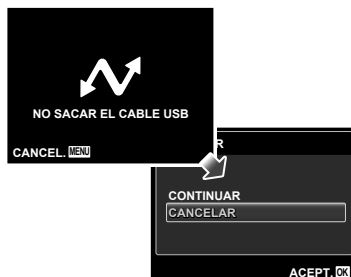 NO SACAR EL CABLE USB
CANCEL. MENU
R
CONTINUAR
CANCELAR
ACEPT. OK